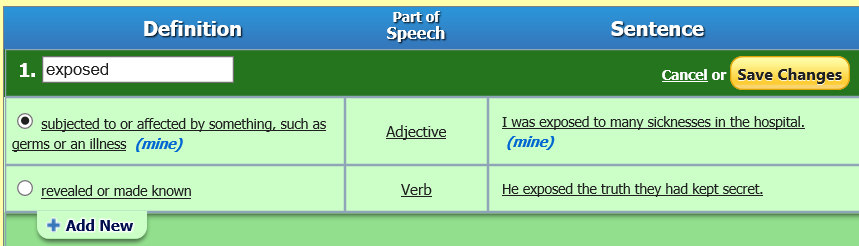 Definition
Part of
Speech
Sentence
1. exposed
Cancel or Save Changes
subjected to or affected by something, such as
germs or an illness (mine)
Adjective
I was exposed to many sicknesses in the hospital.
(mine)
revealed or made known
Verb
He exposed the truth they had kept secret.
+ Add New